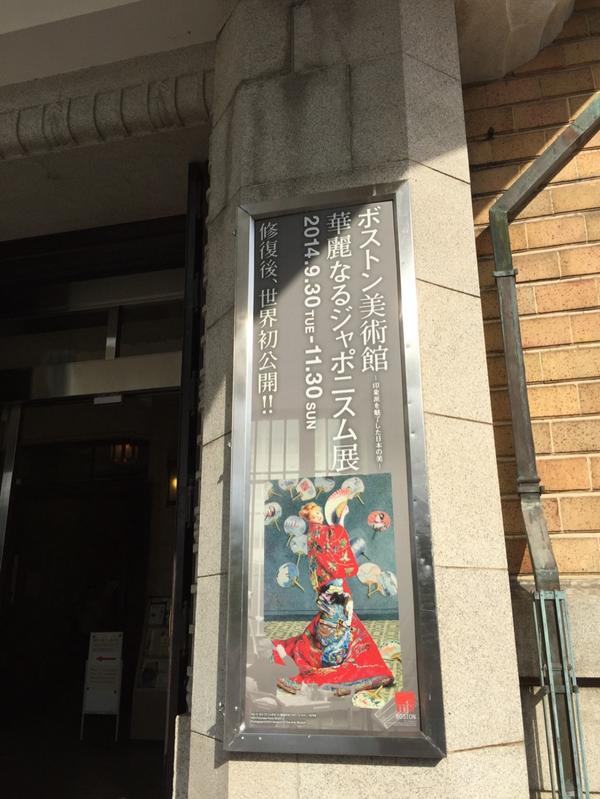 ボストン美術館
華麗なるジャポニスム展
─印象派を魅了した日本の美─
2014.9.30 TUE - 11.30 SUN
修復後、世界初公開!!
BOSTON